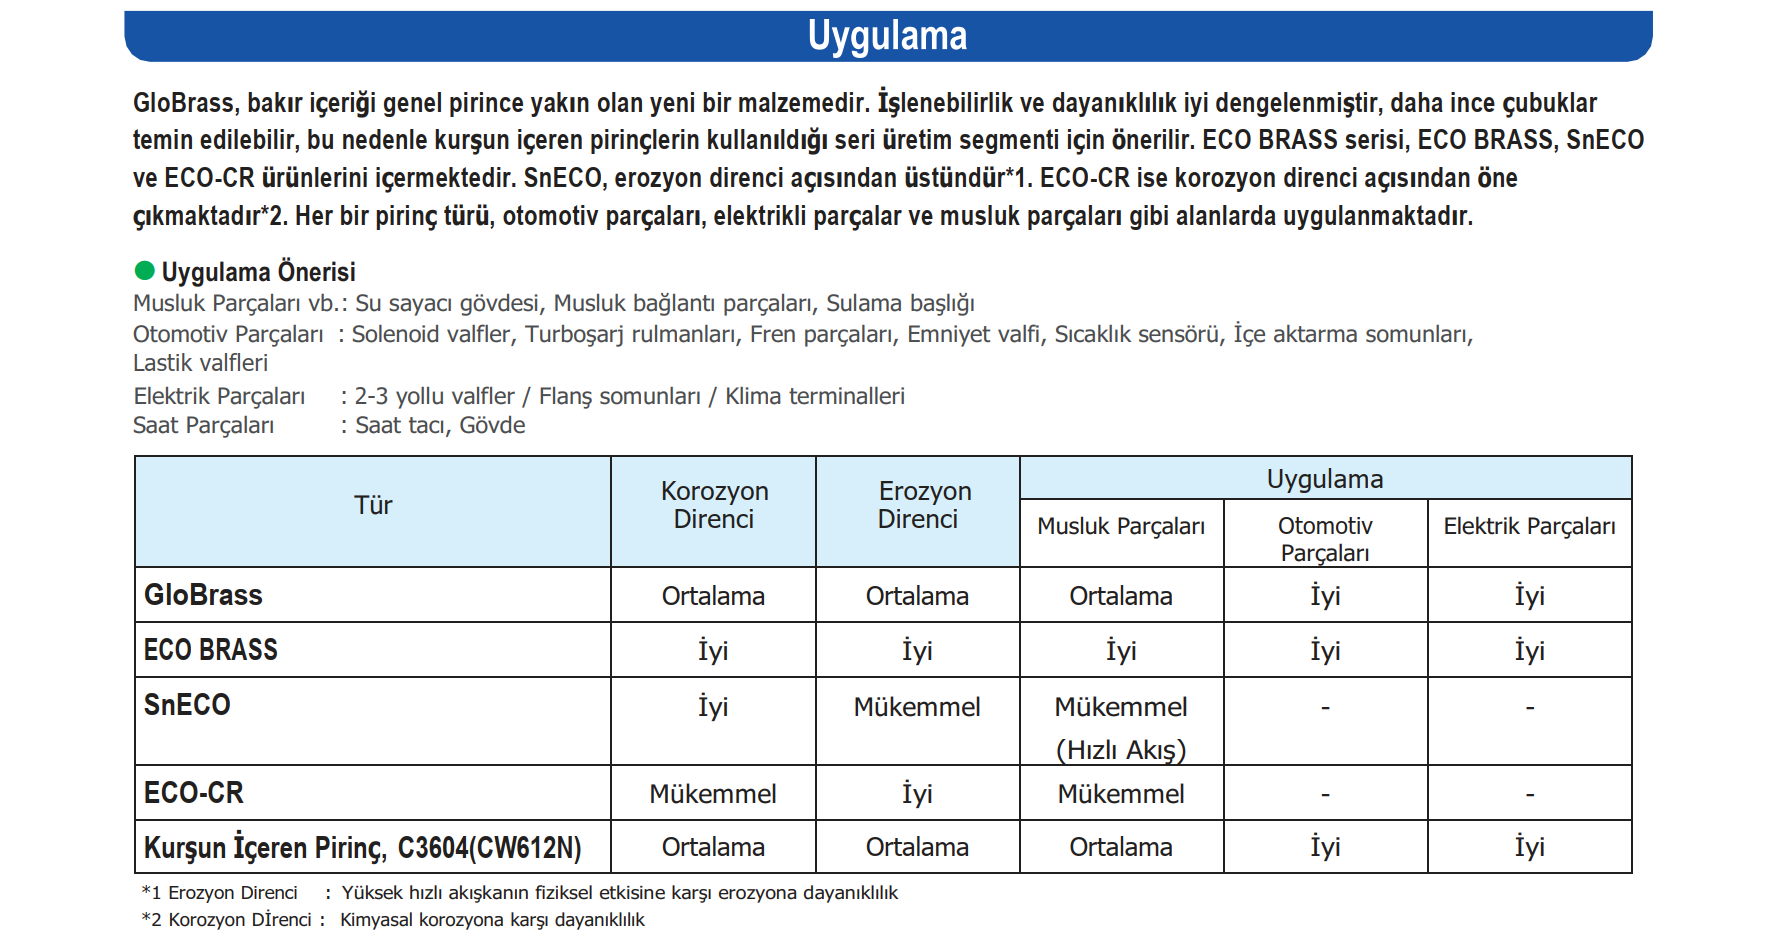 Uygulama
GloBrass, bakır içeriği genel pirince yakın olan yeni bir malzemedir. İşlenebilirlik ve dayanıklılık iyi dengelenmiştir, daha ince çubuklar
temin edilebilir, bu nedenle kurşun içeren pirinçlerin kullanıldığı seri üretim segmenti için önerilir. ECO BRASS serisi, ECO BRASS, SnECO
ve ECO-CR ürünlerini içermektedir. SnECO, erozyon direnci açısından üstündür*1. ECO-CR ise korozyon direnci açısından öne
çıkmaktadır*2. Her bir pirinç türü, otomotiv parçaları, elektrikli parçalar ve musluk parçaları gibi alanlarda uygulanmaktadır.
Uygulama Önerisi
Musluk Parçaları vb.: Su sayacı gövdesi, Musluk bağlantı parçaları, Sulama başlığı
Otomotiv Parçaları : Solenoid valfler, Turboşarj rulmanları, Fren parçaları, Emniyet valfi, Sıcaklık sensörü, İçe aktarma somunları,
Lastik valfleri
Elektrik Parçaları : 2-3 yollu valfler / Flanş somunları / Klima terminalleri
Saat Parçaları : Saat tacı, Gövde
Tür
Korozyon
Direnci
Erozyon
Direnci
Uygulama
Musluk Parçaları
Otomotiv
Parçaları
Elektrik Parçaları
GloBrass Ortalama Ortalama Ortalama İyi İyi
ECO BRASS İyi İyi İyi İyi İyi
SnECO İyi Mükemmel Mükemmel - -
(Hızlı Akış)
ECO-CR Mükemmel İyi Mükemmel - -
Kurşun İçeren Pirinç, C3604(CW612N) Ortalama Ortalama Ortalama İyi İyi
*1 Erozyon Direnci : Yüksek hızlı akışkanın fiziksel etkisine karşı erozyona dayanıklılık
*2 Korozyon Dİrenci : Kimyasal korozyona karşı dayanıklılık